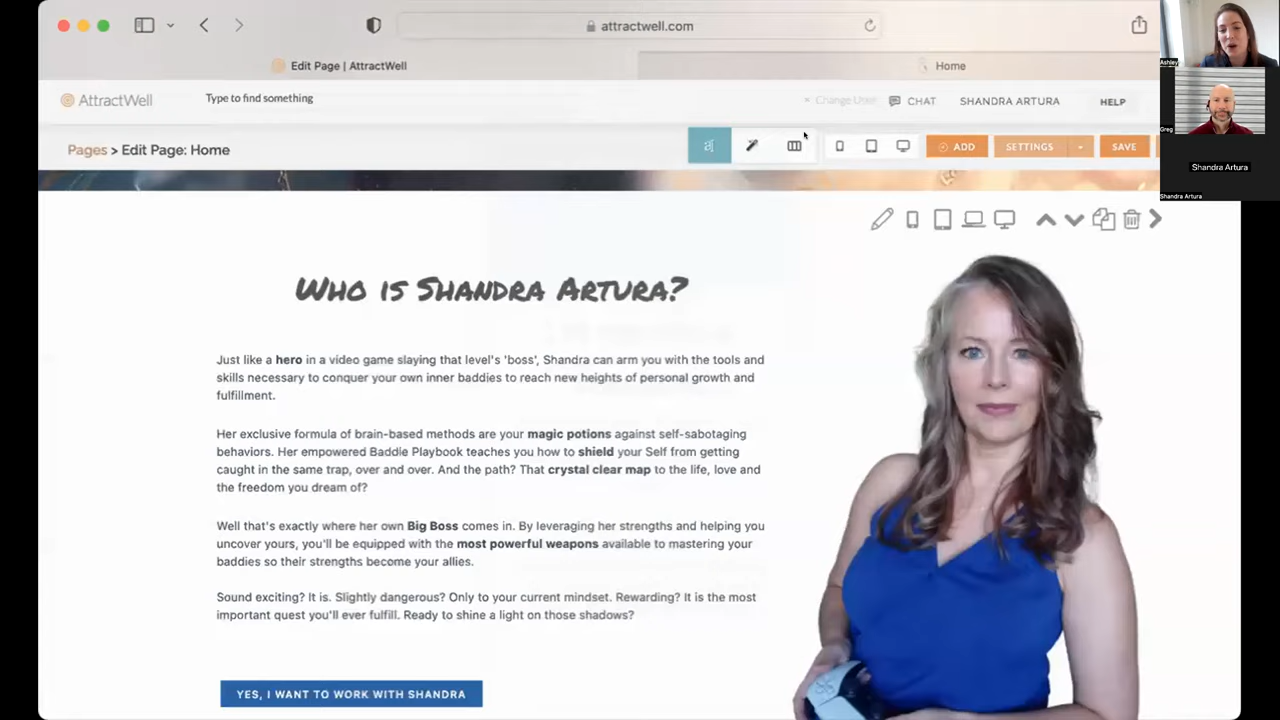 attractwell.com
Edit Page | AttractWell
Home
AttractWell
Type to find something
× Change User
CHAT
SHANDRA ARTURA
HELP
Pages > Edit Page: Home
ADD
SETTINGS
SAVE
Ashley
Greg
Shandra Artura
Shandra Artura
Who is Shandra Artura?
Just like a hero in a video game slaying that level's 'boss', Shandra can arm you with the tools and
skills necessary to conquer your own inner baddies to reach new heights of personal growth and
fulfillment.
Her exclusive formula of brain-based methods are your magic potions against self-sabotaging
behaviors. Her empowered Baddie Playbook teaches you how to shield your Self from getting
caught in the same trap, over and over. And the path? That crystal clear map to the life, love and
the freedom you dream of?
Well that's exactly where her own Big Boss comes in. By leveraging her strengths and helping you
uncover yours, you'll be equipped with the most powerful weapons available to mastering your
baddies so their strengths become your allies.
Sound exciting? It is. Slightly dangerous? Only to your current mindset. Rewarding? It is the most
important quest you'll ever fulfill. Ready to shine a light on those shadows?
YES, I WANT TO WORK WITH SHANDRA